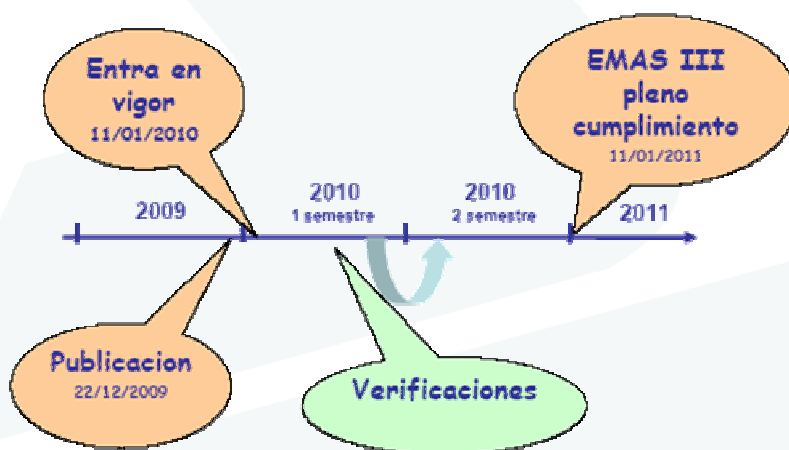 Entra en
vigor
11/01/2010
EMAS III
pleno
cumplimiento
11/01/2011
2009
2010
1 semestre
2010
2 semestre
2011
Publicacion
22/12/2009
Verificaciones